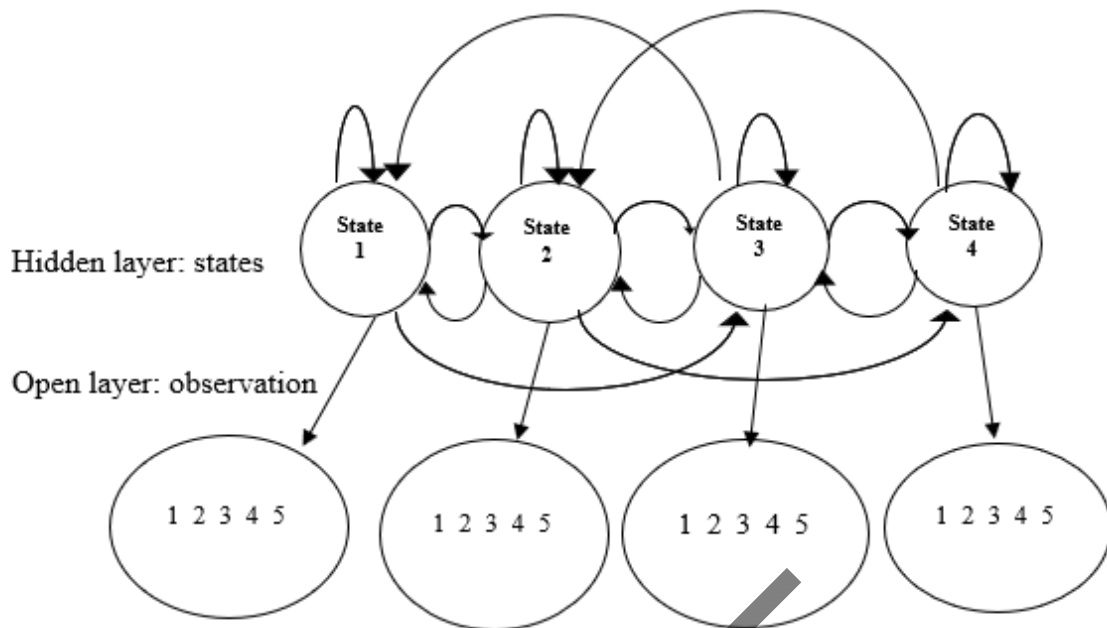 State
1
State
2
State
3
State
4
Hidden layer: states
Open layer: observation
1 2 3 4 5
1 2 3 4 5
1 2 3 4 5
1 2 3 4 5